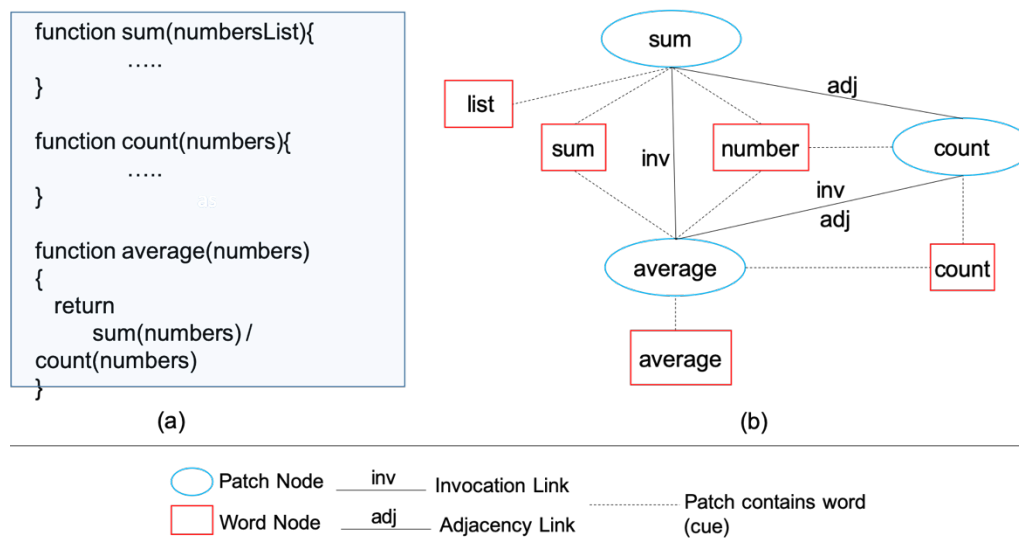 function sum(numbersList){
.....
}
function count(numbers){
.....
}
as
function average(numbers)
{
return
sum(numbers) /
count(numbers)
}
(a)
sum
adj
list
sum
inv
number
count
inv
adj
average
count
average
(b)
Patch Node
inv
Invocation Link
Patch contains word
(cue)
Word Node
adj
Adjacency Link